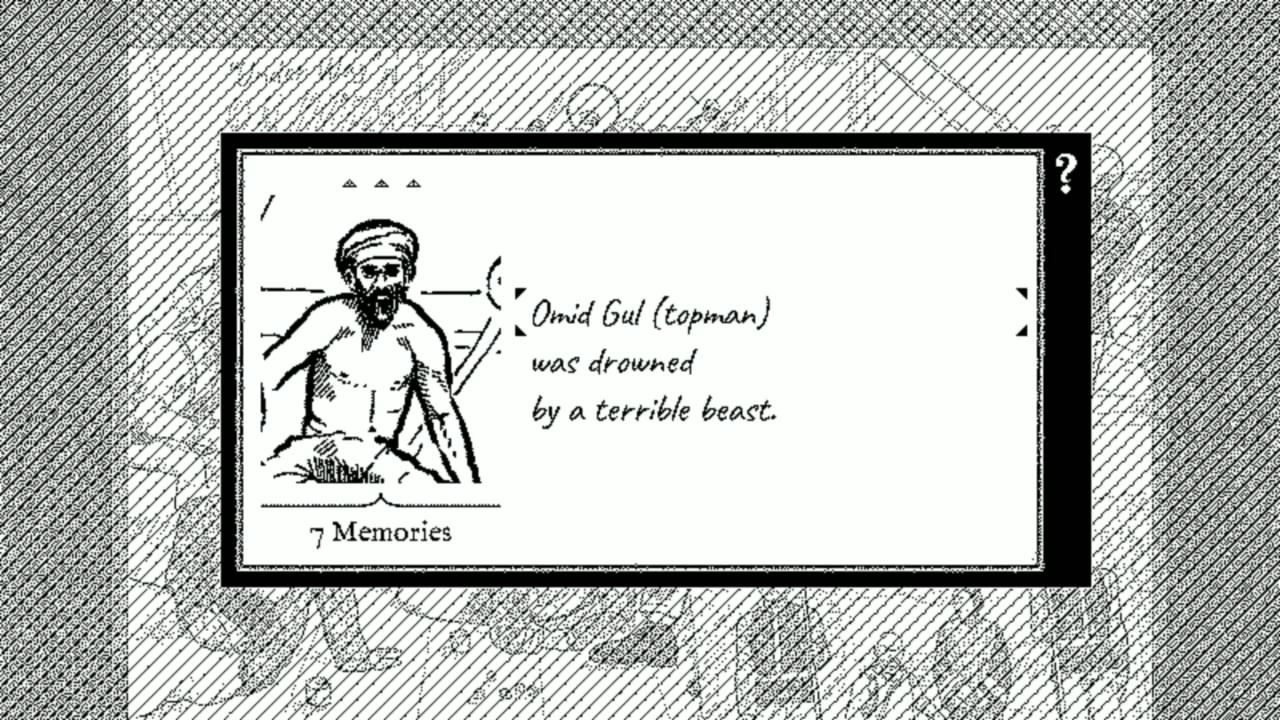 ?
Omid Gul (topman)
was drowned
by a terrible beast.
7 Memories